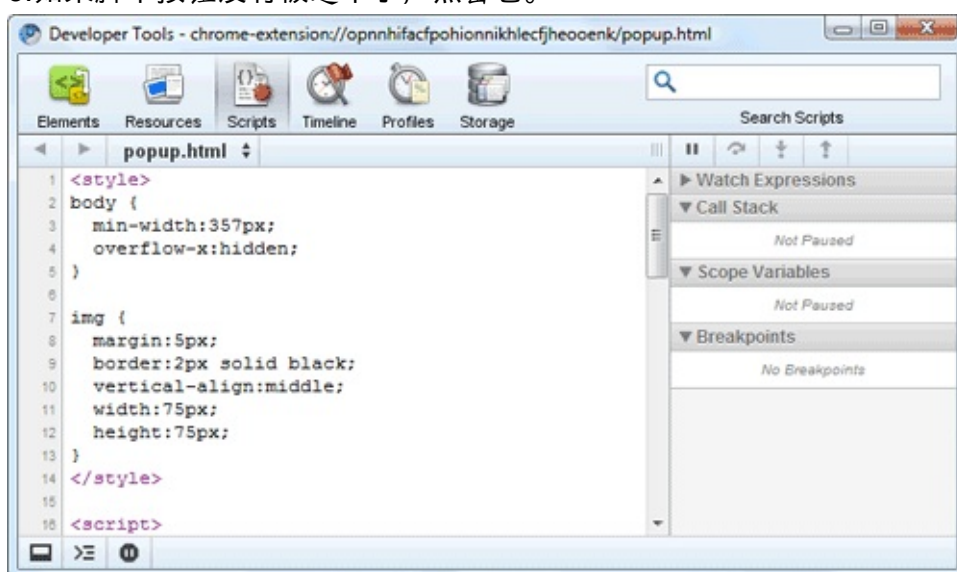 Developer Tools - chrome-extension://opnnhifacfpohionnikhlecfjheooenk/popup.html
Elements Resources Scripts Timeline Profiles Storage Search Scripts
popup.html
1 <style>
2 body {
3 min-width:357px;
4 overflow-x:hidden;
5 }
6
7 img {
8 margin:5px;
9 border:2px solid black;
10 vertical-align:middle;
11 width:75px;
12 height:75px;
13 }
14 </style>
15
16 <script>
Watch Expressions
Call Stack
Not Paused
Scope Variables
Not Paused
Breakpoints
No Breakpoints